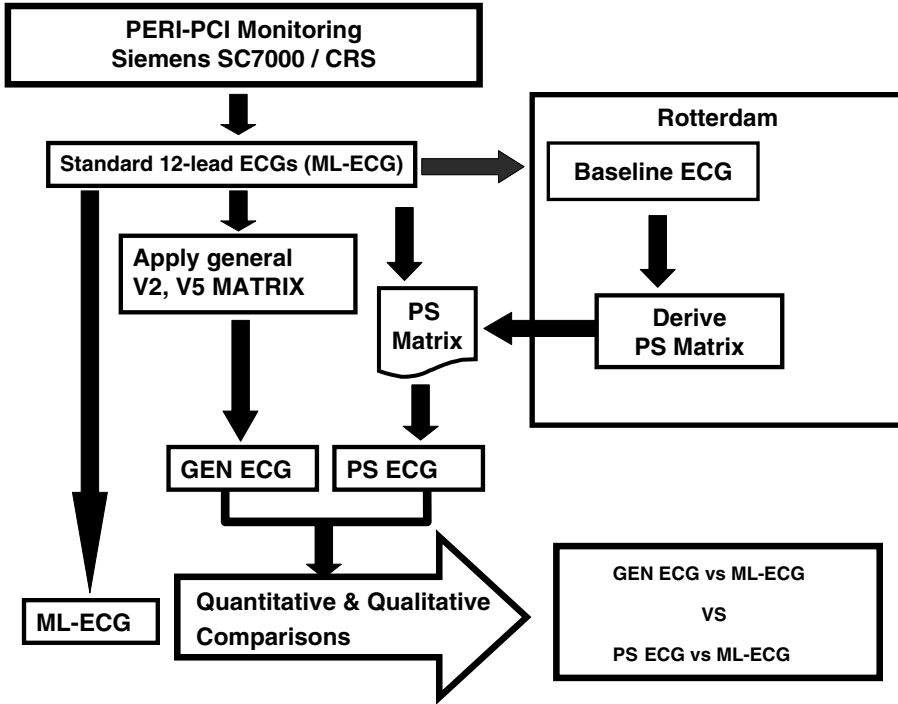 PERI-PCI Monitoring
Siemens SC7000 / CRS
Rotterdam
Standard 12-lead ECGs (ML-ECG)
Baseline ECG
Apply general
V2, V5 MATRIX
PS
Matrix
Derive
PS Matrix
GEN ECG
PS ECG
ML-ECG
Quantitative & Qualitative
Comparisons
GEN ECG vs ML-ECG
VS
PS ECG vs ML-ECG